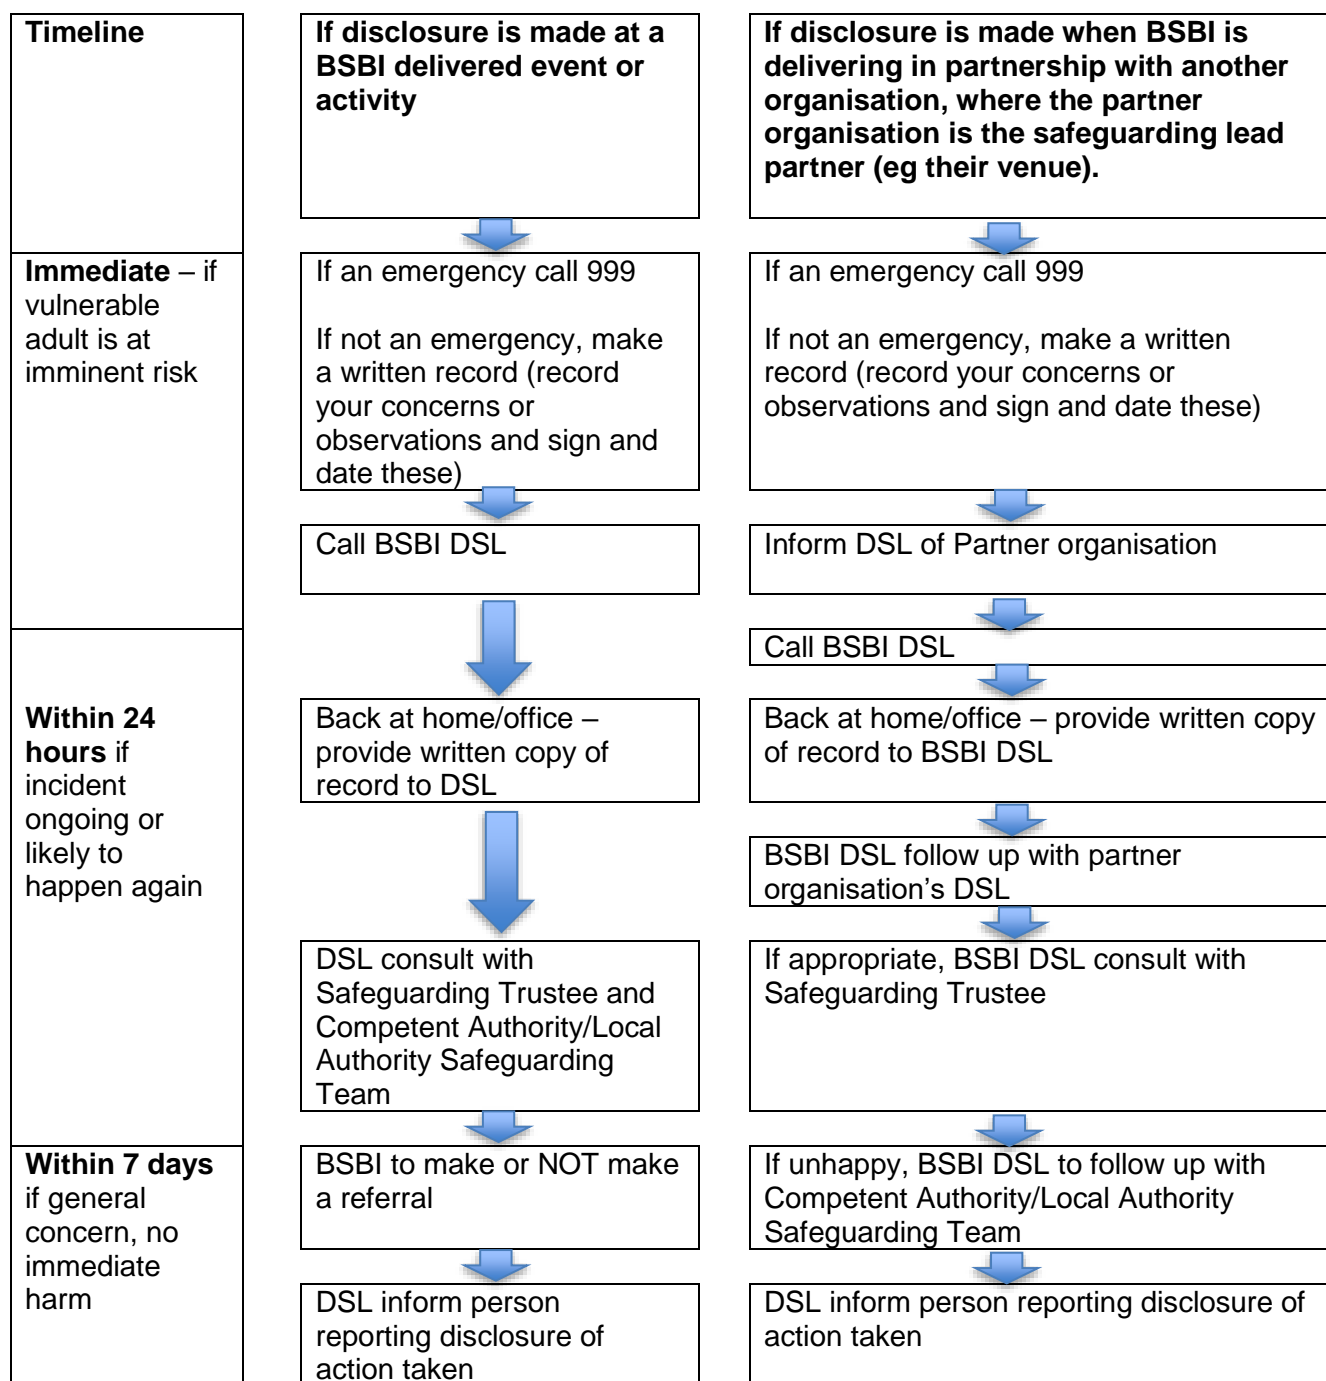 Timeline
If disclosure is made at a
BSBI delivered event or
activity
If disclosure is made when BSBI is
delivering in partnership with another
organisation, where the partner
organisation is the safeguarding lead
partner (eg their venue).
Immediate – if
vulnerable
adult is at
imminent risk
If an emergency call 999
If not an emergency, make
a written record (record
your concerns or
observations and sign and
date these)
If an emergency call 999
If not an emergency, make a written
record (record your concerns or
observations and sign and date these)
Call BSBI DSL
Inform DSL of Partner organisation
Call BSBI DSL
Within 24
hours if
incident
ongoing or
likely to
happen again
Back at home/office –
provide written copy of
record to DSL
Back at home/office – provide written copy
of record to BSBI DSL
BSBI DSL follow up with partner
organisation’s DSL
DSL consult with
Safeguarding Trustee and
Competent Authority/Local
Authority Safeguarding
Team
If appropriate, BSBI DSL consult with
Safeguarding Trustee
Within 7 days
if general
concern, no
immediate
harm
BSBI to make or NOT make
a referral
If unhappy, BSBI DSL to follow up with
Competent Authority/Local Authority
Safeguarding Team
DSL inform person
reporting disclosure of
action taken
DSL inform person reporting disclosure of
action taken